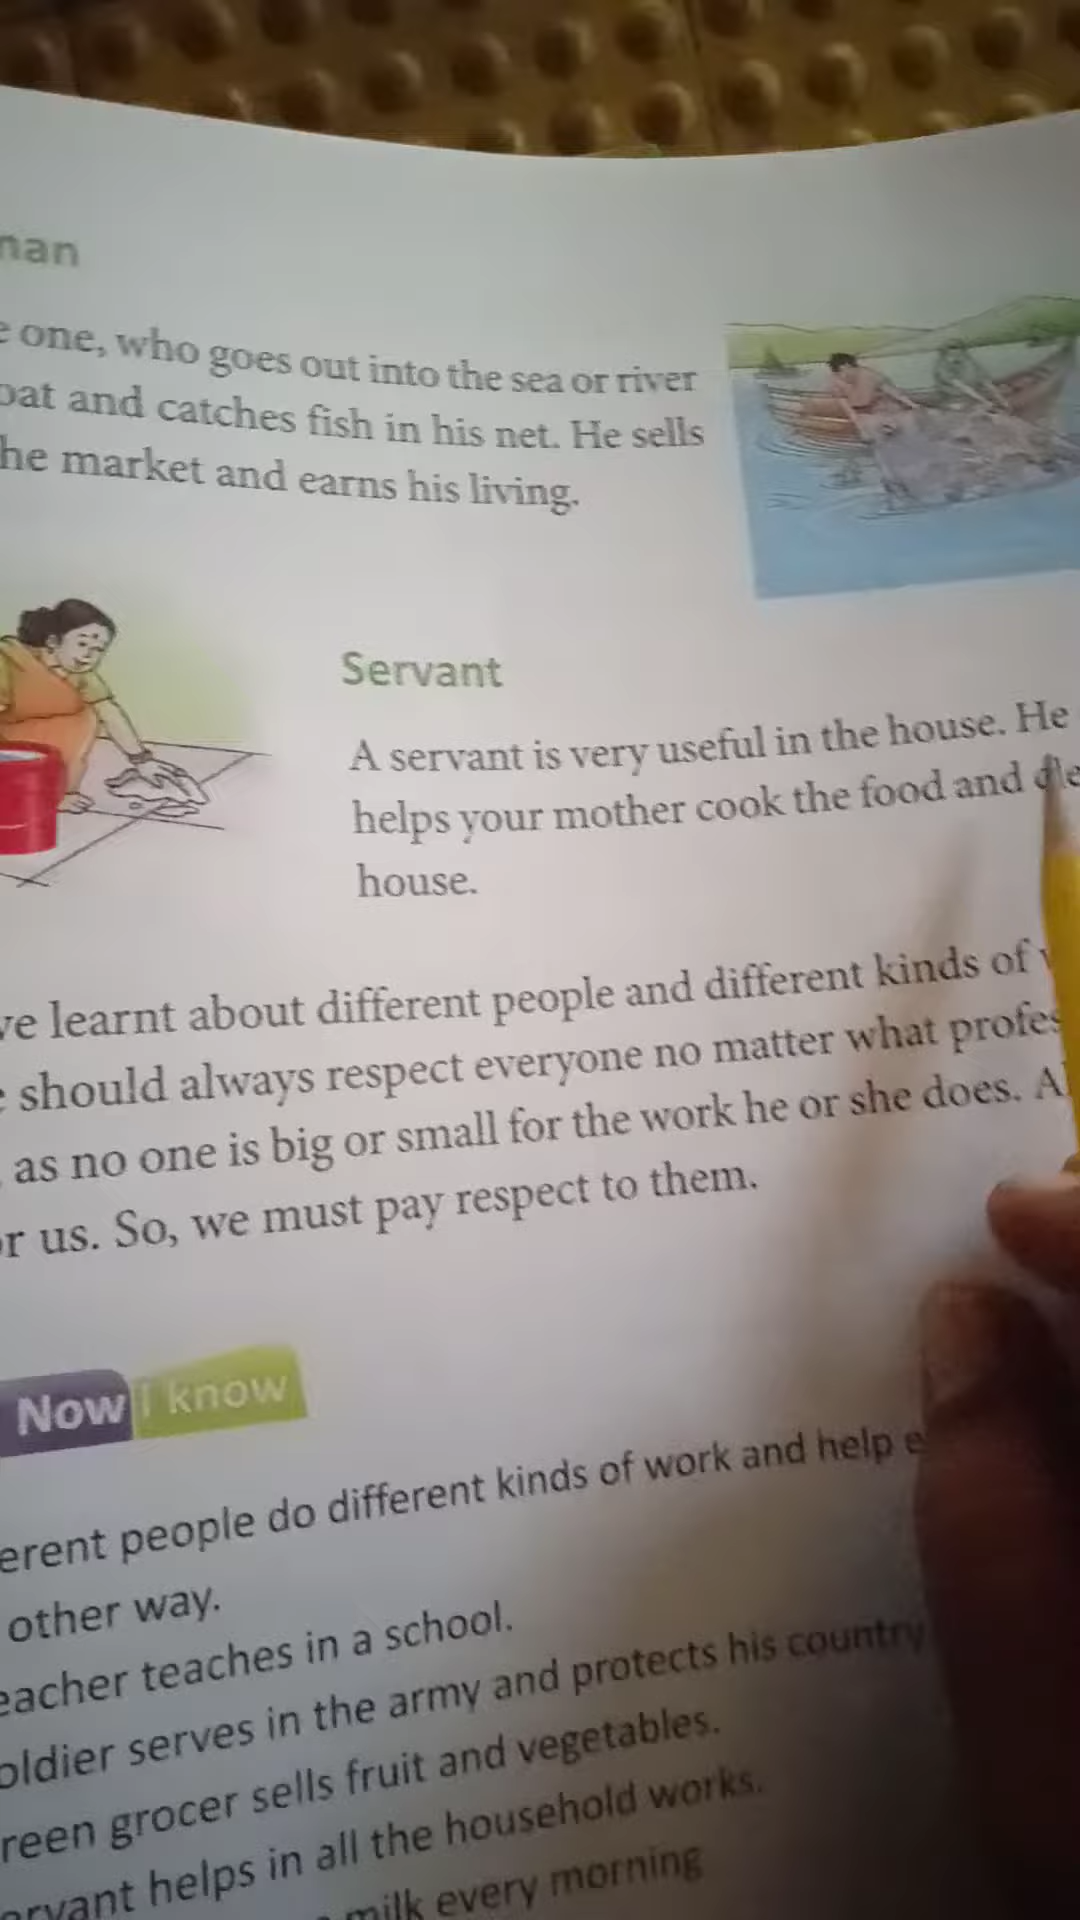 man
e one, who goes out into the sea or river
oat and catches fish in his net. He sells
he market and earns his living.
Servant
A servant is very useful in the house. He
helps your mother cook the food and
house.
ve learnt about different people and different kinds of
should always respect everyone no matter what profes
as no one is big or small for the work he or she does. A
or us. So, we must pay respect to them.
Now I know
erent people do different kinds of work and help e
other way.
eacher teaches in a school.
oldier serves in the army and protects his country
reen grocer sells fruit and vegetables.
ervant helps in all the household works.
milk every morning